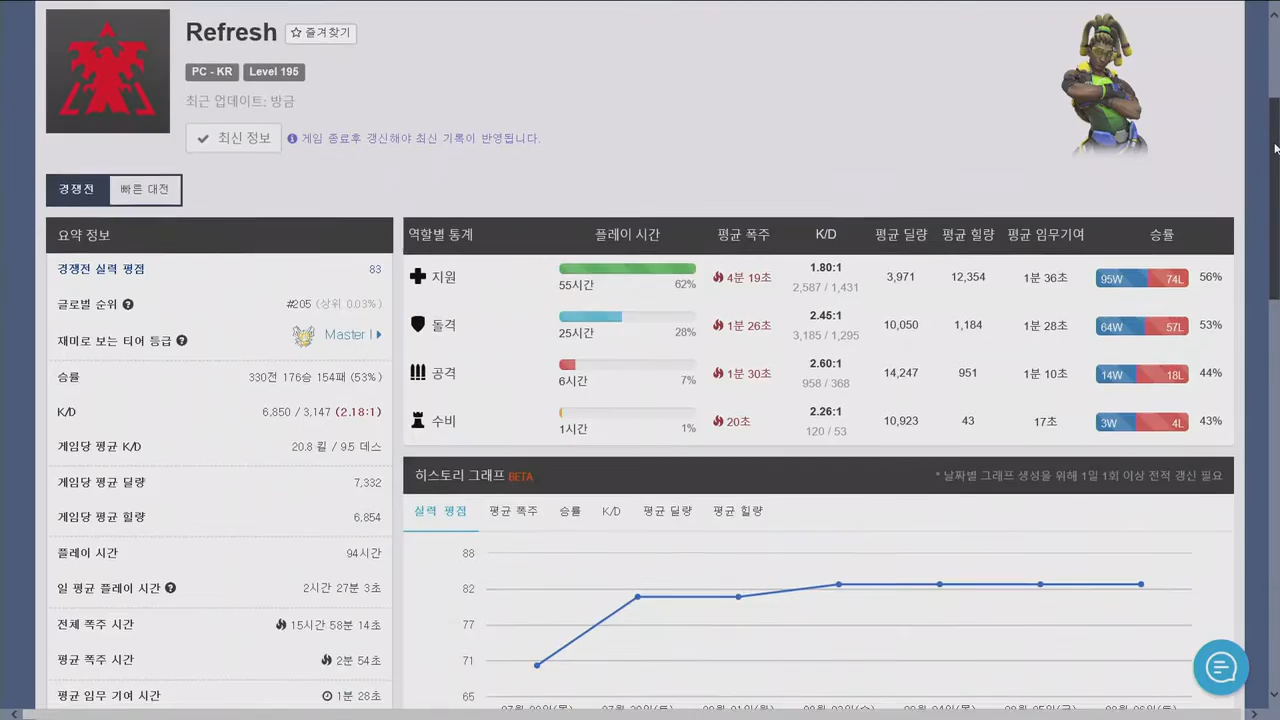 Refresh ☆ 즐겨찾기
PC - KR Level 195
최근 업데이트: 방금
최신 정보 게임 종료후 갱신해야 최신 기록이 반영됩니다.
경쟁전 빠른 대전
요약 정보
경쟁전 실력 평점 83
글로벌 순위 #205 (상위 0.03%)
재미로 보는 티어 등급 Master I
승률 330전 176승 154패 (53%)
K/D 6,850 / 3,147 (2.18:1)
게임당 평균 K/D 20.8 킬 / 9.5 데스
게임당 평균 딜량 7,332
게임당 평균 힐량 6,854
플레이 시간 94시간
일 평균 플레이 시간 2시간 27분 3초
전체 폭주 시간 15시간 58분 14초
평균 폭주 시간 2분 54초
평균 임무 기여 시간 1분 28초
역할별 통계 플레이 시간 평균 폭주 K/D 평균 딜량 평균 힐량 평균 임무기여 승률
지원 55시간 62% 4분 19초 1.80:1 2,587 / 1,431 3,971 12,354 1분 36초 95W 74L 56%
돌격 25시간 28% 1분 26초 2.45:1 3,185 / 1,295 10,050 1,184 1분 28초 64W 57L 53%
공격 6시간 7% 1분 30초 2.60:1 958 / 368 14,247 951 1분 10초 14W 18L 44%
수비 1시간 1% 20초 2.26:1 120 / 53 10,923 43 17초 3W 4L 43%
히스토리 그래프 BETA * 날짜별 그래프 생성을 위해 1일 1회 이상 전적 갱신 필요
실력 평점 평균 폭주 승률 K/D 평균 딜량 평균 힐량
88
82
77
71
65